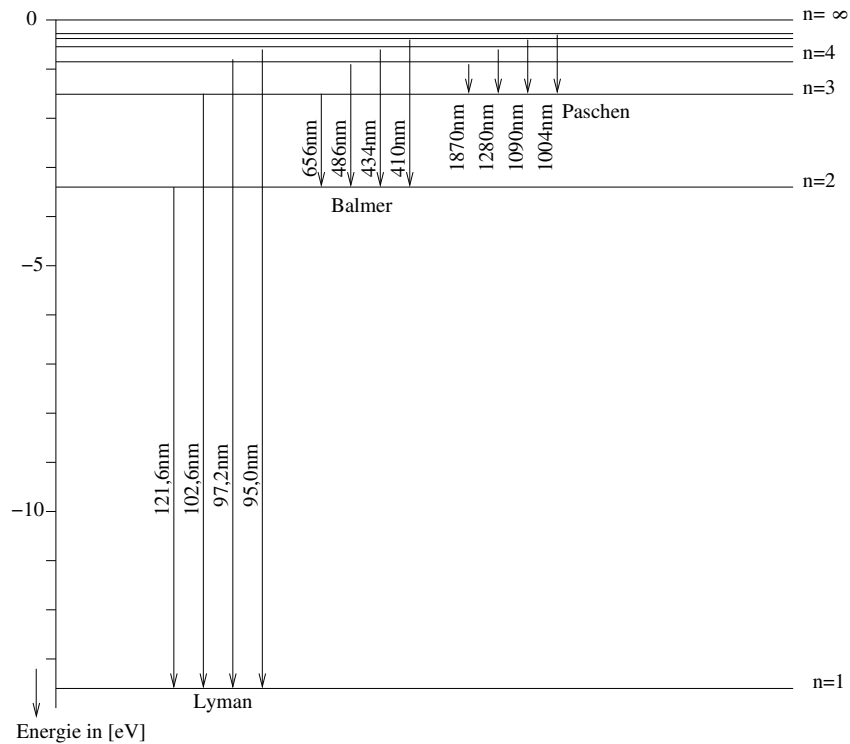 0
n= ∞
n=4
n=3
Paschen
656nm
486nm
434nm
410nm
1870nm
1280nm
1090nm
1004nm
n=2
Balmer
−5
121,6nm
102,6nm
97,2nm
95,0nm
−10
n=1
Lyman
Energie in [eV]